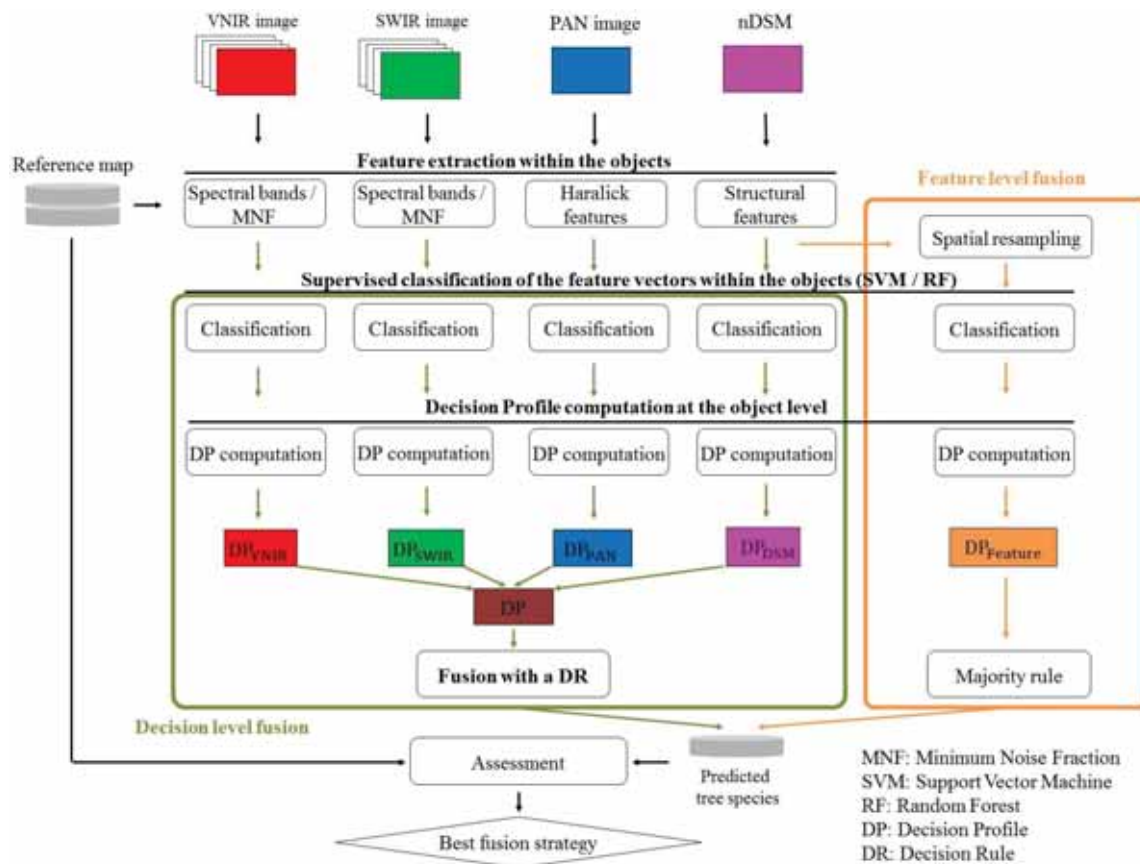 VNIR image
SWIR image
PAN image
nDSM
Reference map
Feature extraction within the objects
Feature level fusion
Spectral bands /
MNF
Spectral bands /
MNF
Haralick
features
Structural
features
Spatial resampling
Supervised classification of the feature vectors within the objects (SVM / RF)
Classification
Classification
Classification
Classification
Classification
Decision Profile computation at the object level
DP computation
DP computation
DP computation
DP computation
DP computation
DPVNIR
DPSWIR
DPPAN
DPDSM
DPFeature
DP
Fusion with a DR
Majority rule
Decision level fusion
Assessment
Predicted
tree species
Best fusion strategy
MNF: Minimum Noise Fraction
SVM: Support Vector Machine
RF: Random Forest
DP: Decision Profile
DR: Decision Rule